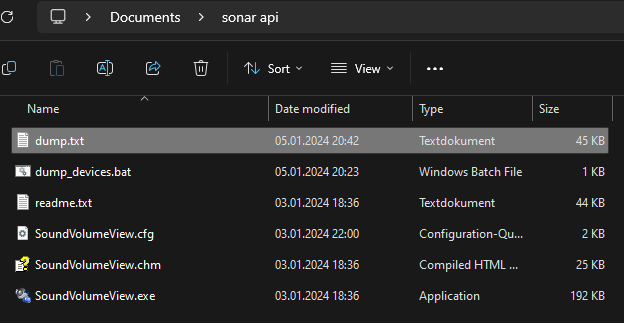 Documents sonar api
Sort View
Name Date modified Type Size
dump.txt 05.01.2024 20:42 Textdokument 45 KB
dump_devices.bat 05.01.2024 20:23 Windows Batch File 1 KB
readme.txt 03.01.2024 18:36 Textdokument 44 KB
SoundVolumeView.cfg 03.01.2024 22:00 Configuration-Qu... 2 KB
SoundVolumeView.chm 03.01.2024 18:36 Compiled HTML ... 25 KB
SoundVolumeView.exe 03.01.2024 18:36 Application 192 KB